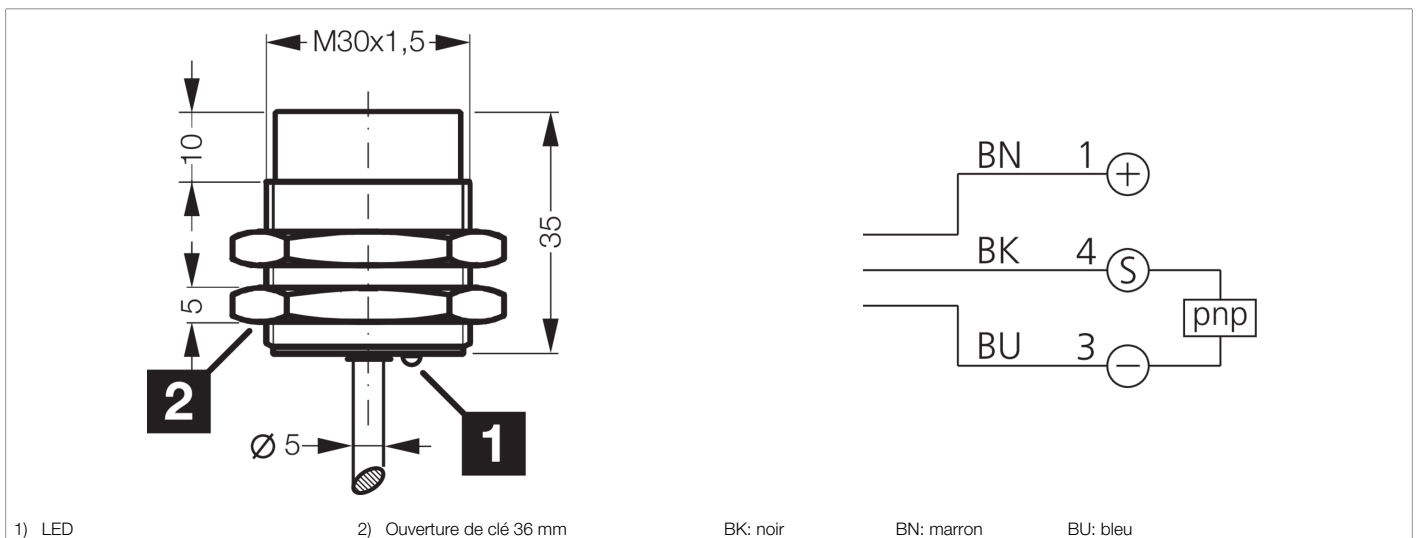 M30x1,5
10
35
5
2
1
Ø 5
BN 1 +
BK 4 S
pnp
BU 3 −
1) LED 2) Ouverture de clé 36 mm BK: noir BN: marron BU: bleu